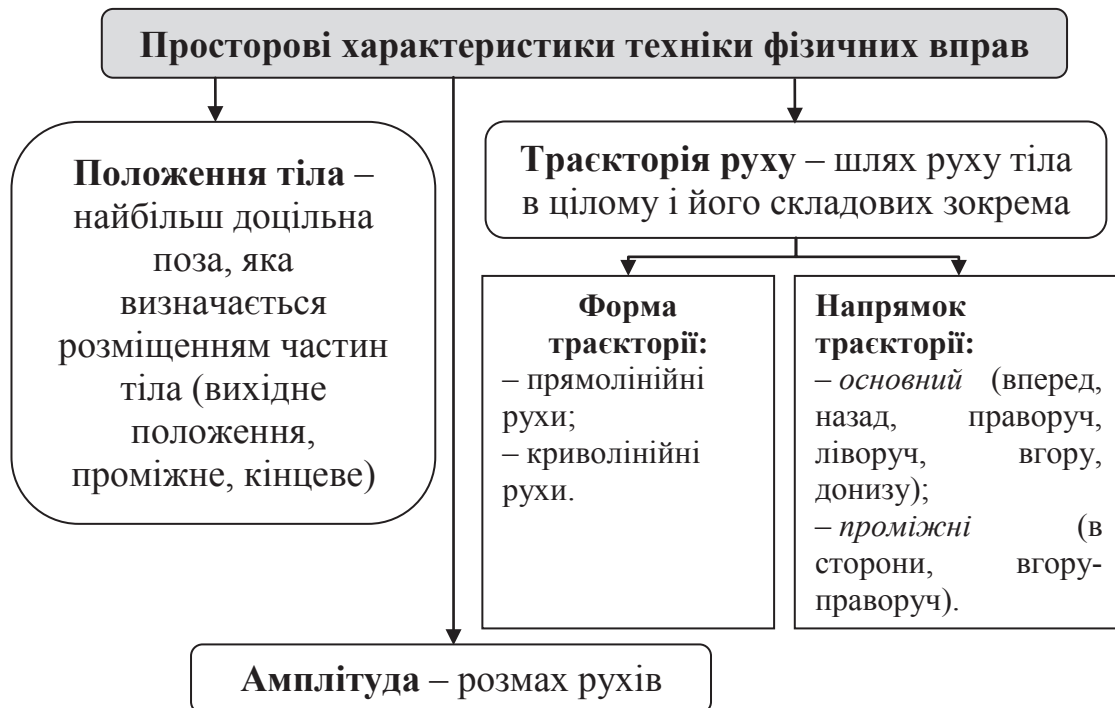 Просторові характеристики техніки фізичних вправ
Положення тіла –
найбільш доцільна
поза, яка
визначається
розміщенням частин
тіла (вихідне
положення,
проміжне, кінцеве)
Траєкторія руху – шлях руху тіла
в цілому і його складових зокрема
Форма
траєкторії:
– прямолінійні
рухи;
– криволінійні
рухи.
Напрямок
траєкторії:
– основний (вперед,
назад, праворуч,
ліворуч, вгору,
донизу);
– проміжні (в
сторони, вгору-
праворуч).
Амплітуда – розмах рухів